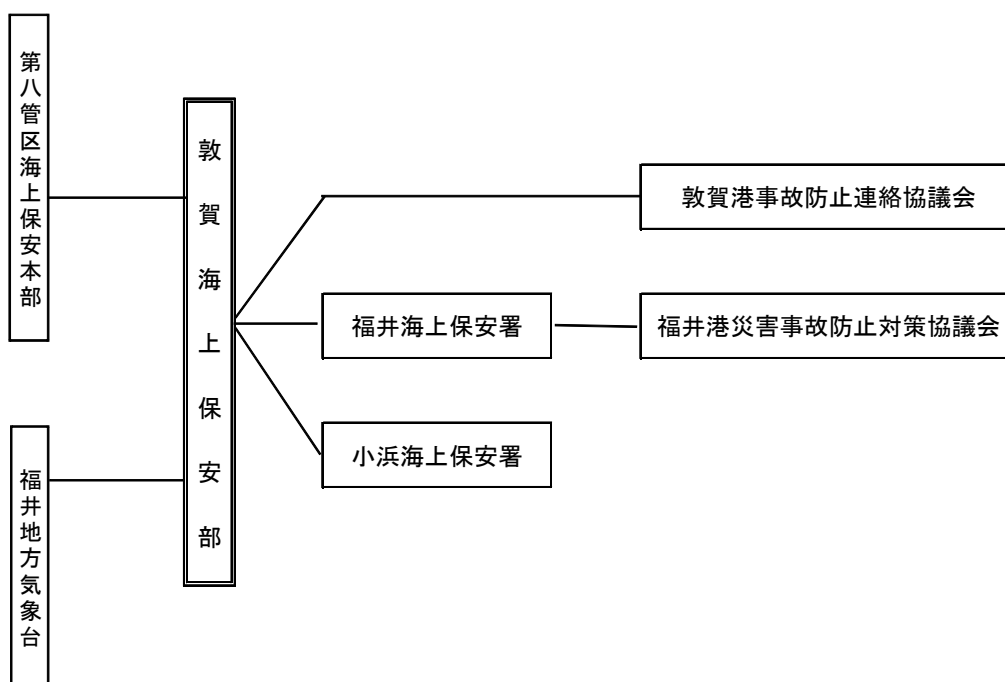 第八管区海上保安本部
福井地方気象台
敦賀海上保安部
敦賀港事故防止連絡協議会
福井海上保安署
福井港災害事故防止対策協議会
小浜海上保安署